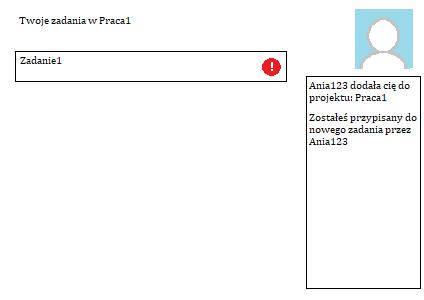 Twoje zadania w Praca1
Zadanie1
!
Ania123 dodała cię do
projektu: Praca1
Zostałeś przypisany do
nowego zadania przez
Ania123